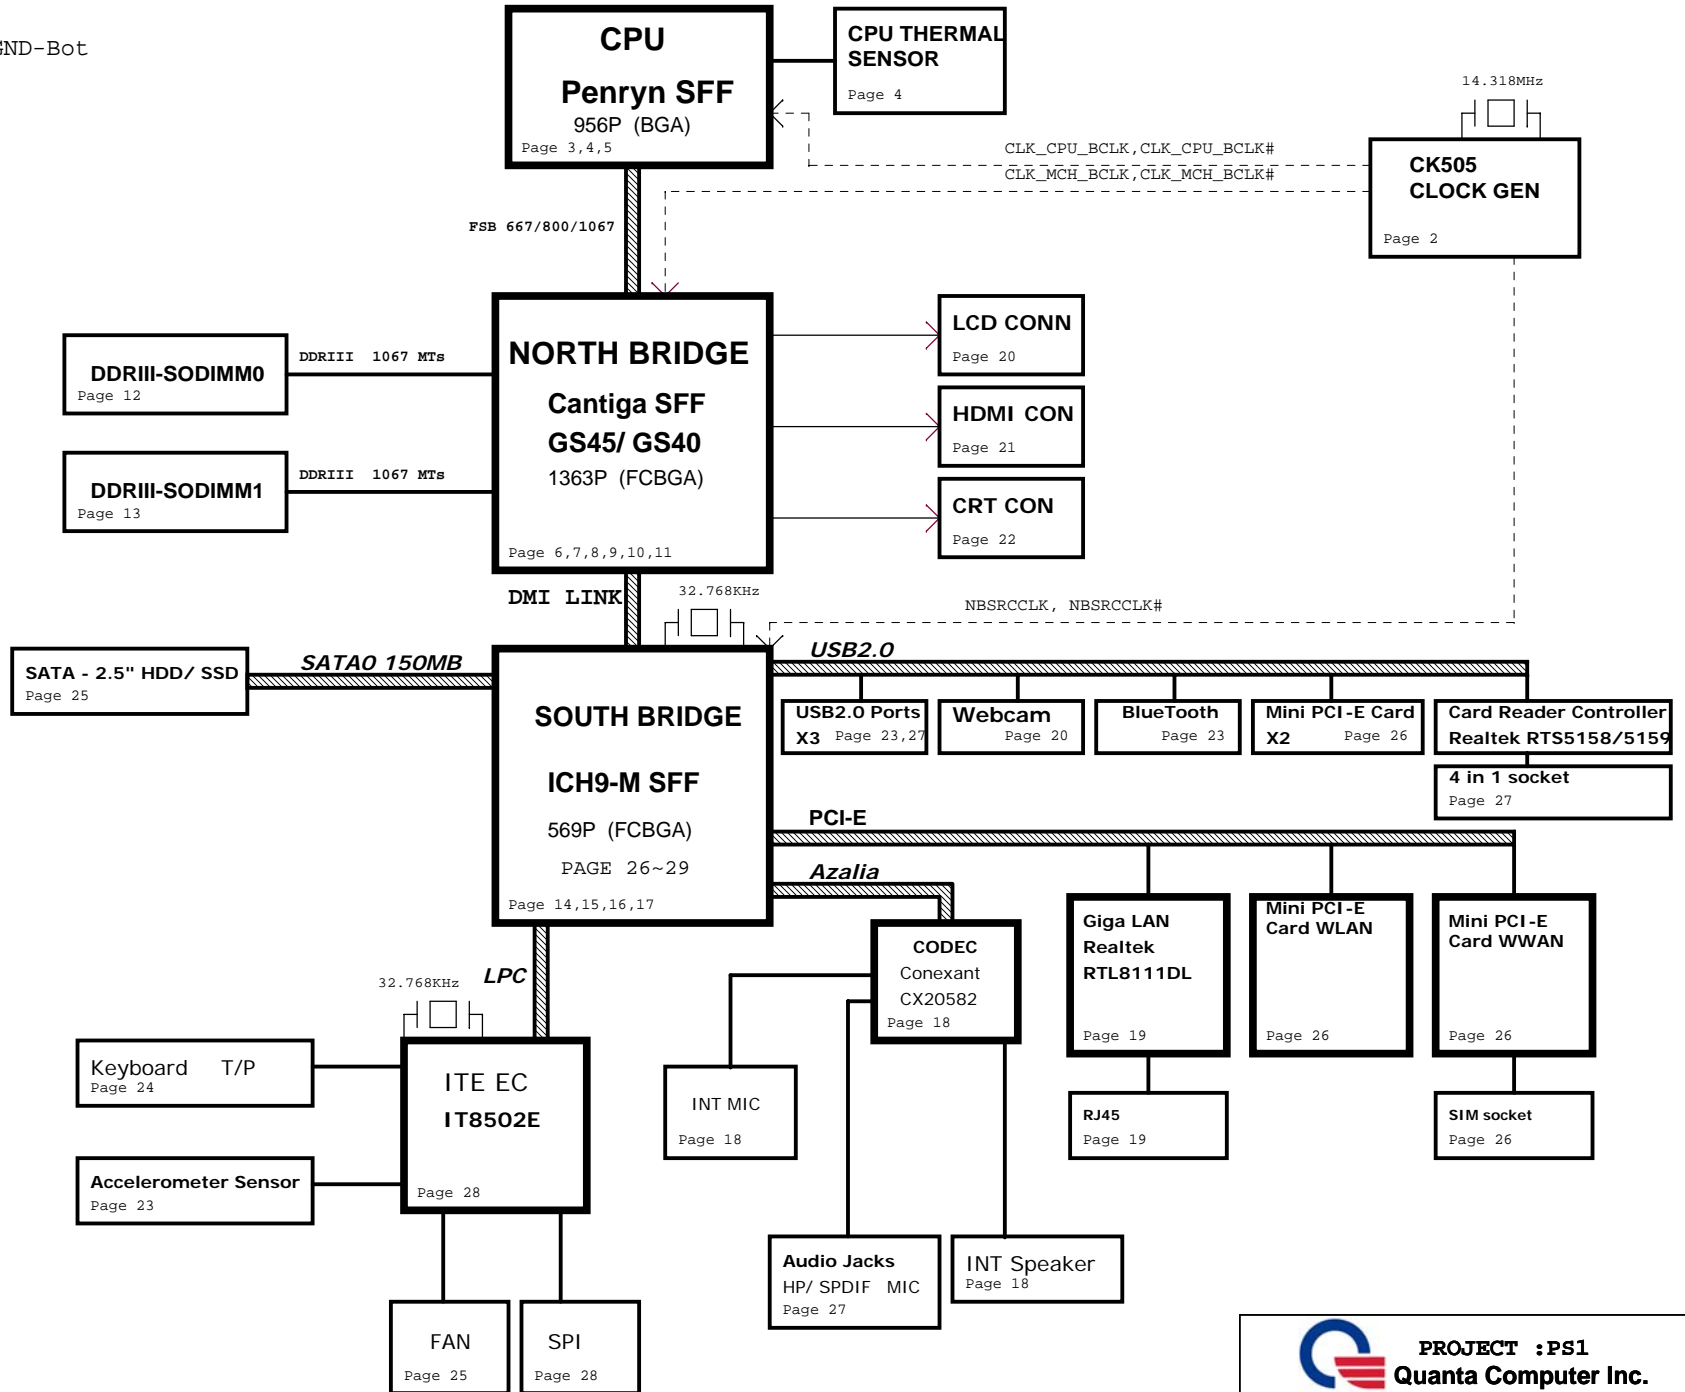 GND-Bot
CPU
Penryn SFF
956P (BGA)
Page 3,4,5
CPU THERMAL
SENSOR
Page 4
14.318MHz
CK505
CLOCK GEN
Page 2
CLK_CPU_BCLK,CLK_CPU_BCLK#
CLK_MCH_BCLK,CLK_MCH_BCLK#
FSB 667/800/1067
NORTH BRIDGE
Cantiga SFF
GS45/ GS40
1363P (FCBGA)
Page 6,7,8,9,10,11
DDRIII-SODIMM0
Page 12
DDRIII 1067 MTs
DDRIII-SODIMM1
Page 13
DDRIII 1067 MTs
LCD CONN
Page 20
HDMI CON
Page 21
CRT CON
Page 22
DMI LINK
32.768KHz
NBSRCCLK, NBSRCCLK#
SATA - 2.5" HDD/ SSD
Page 25
SATA0 150MB
SOUTH BRIDGE
ICH9-M SFF
569P (FCBGA)
PAGE 26~29
Page 14,15,16,17
USB2.0
USB2.0 Ports
X3 Page 23,27
Webcam
Page 20
BlueTooth
Page 23
Mini PCI-E Card
X2 Page 26
Card Reader Controller
Realtek RTS5158/5159
4 in 1 socket
Page 27
PCI-E
Azalia
CODEC
Conexant
CX20582
Page 18
Giga LAN
Realtek
RTL8111DL
Page 19
Mini PCI-E
Card WLAN
Page 26
Mini PCI-E
Card WWAN
Page 26
RJ45
Page 19
SIM socket
Page 26
LPC
32.768KHz
ITE EC
IT8502E
Page 28
Keyboard T/P
Page 24
Accelerometer Sensor
Page 23
INT MIC
Page 18
Audio Jacks
HP/ SPDIF MIC
Page 27
INT Speaker
Page 18
FAN
Page 25
SPI
Page 28
PROJECT :PS1
Quanta Computer Inc.